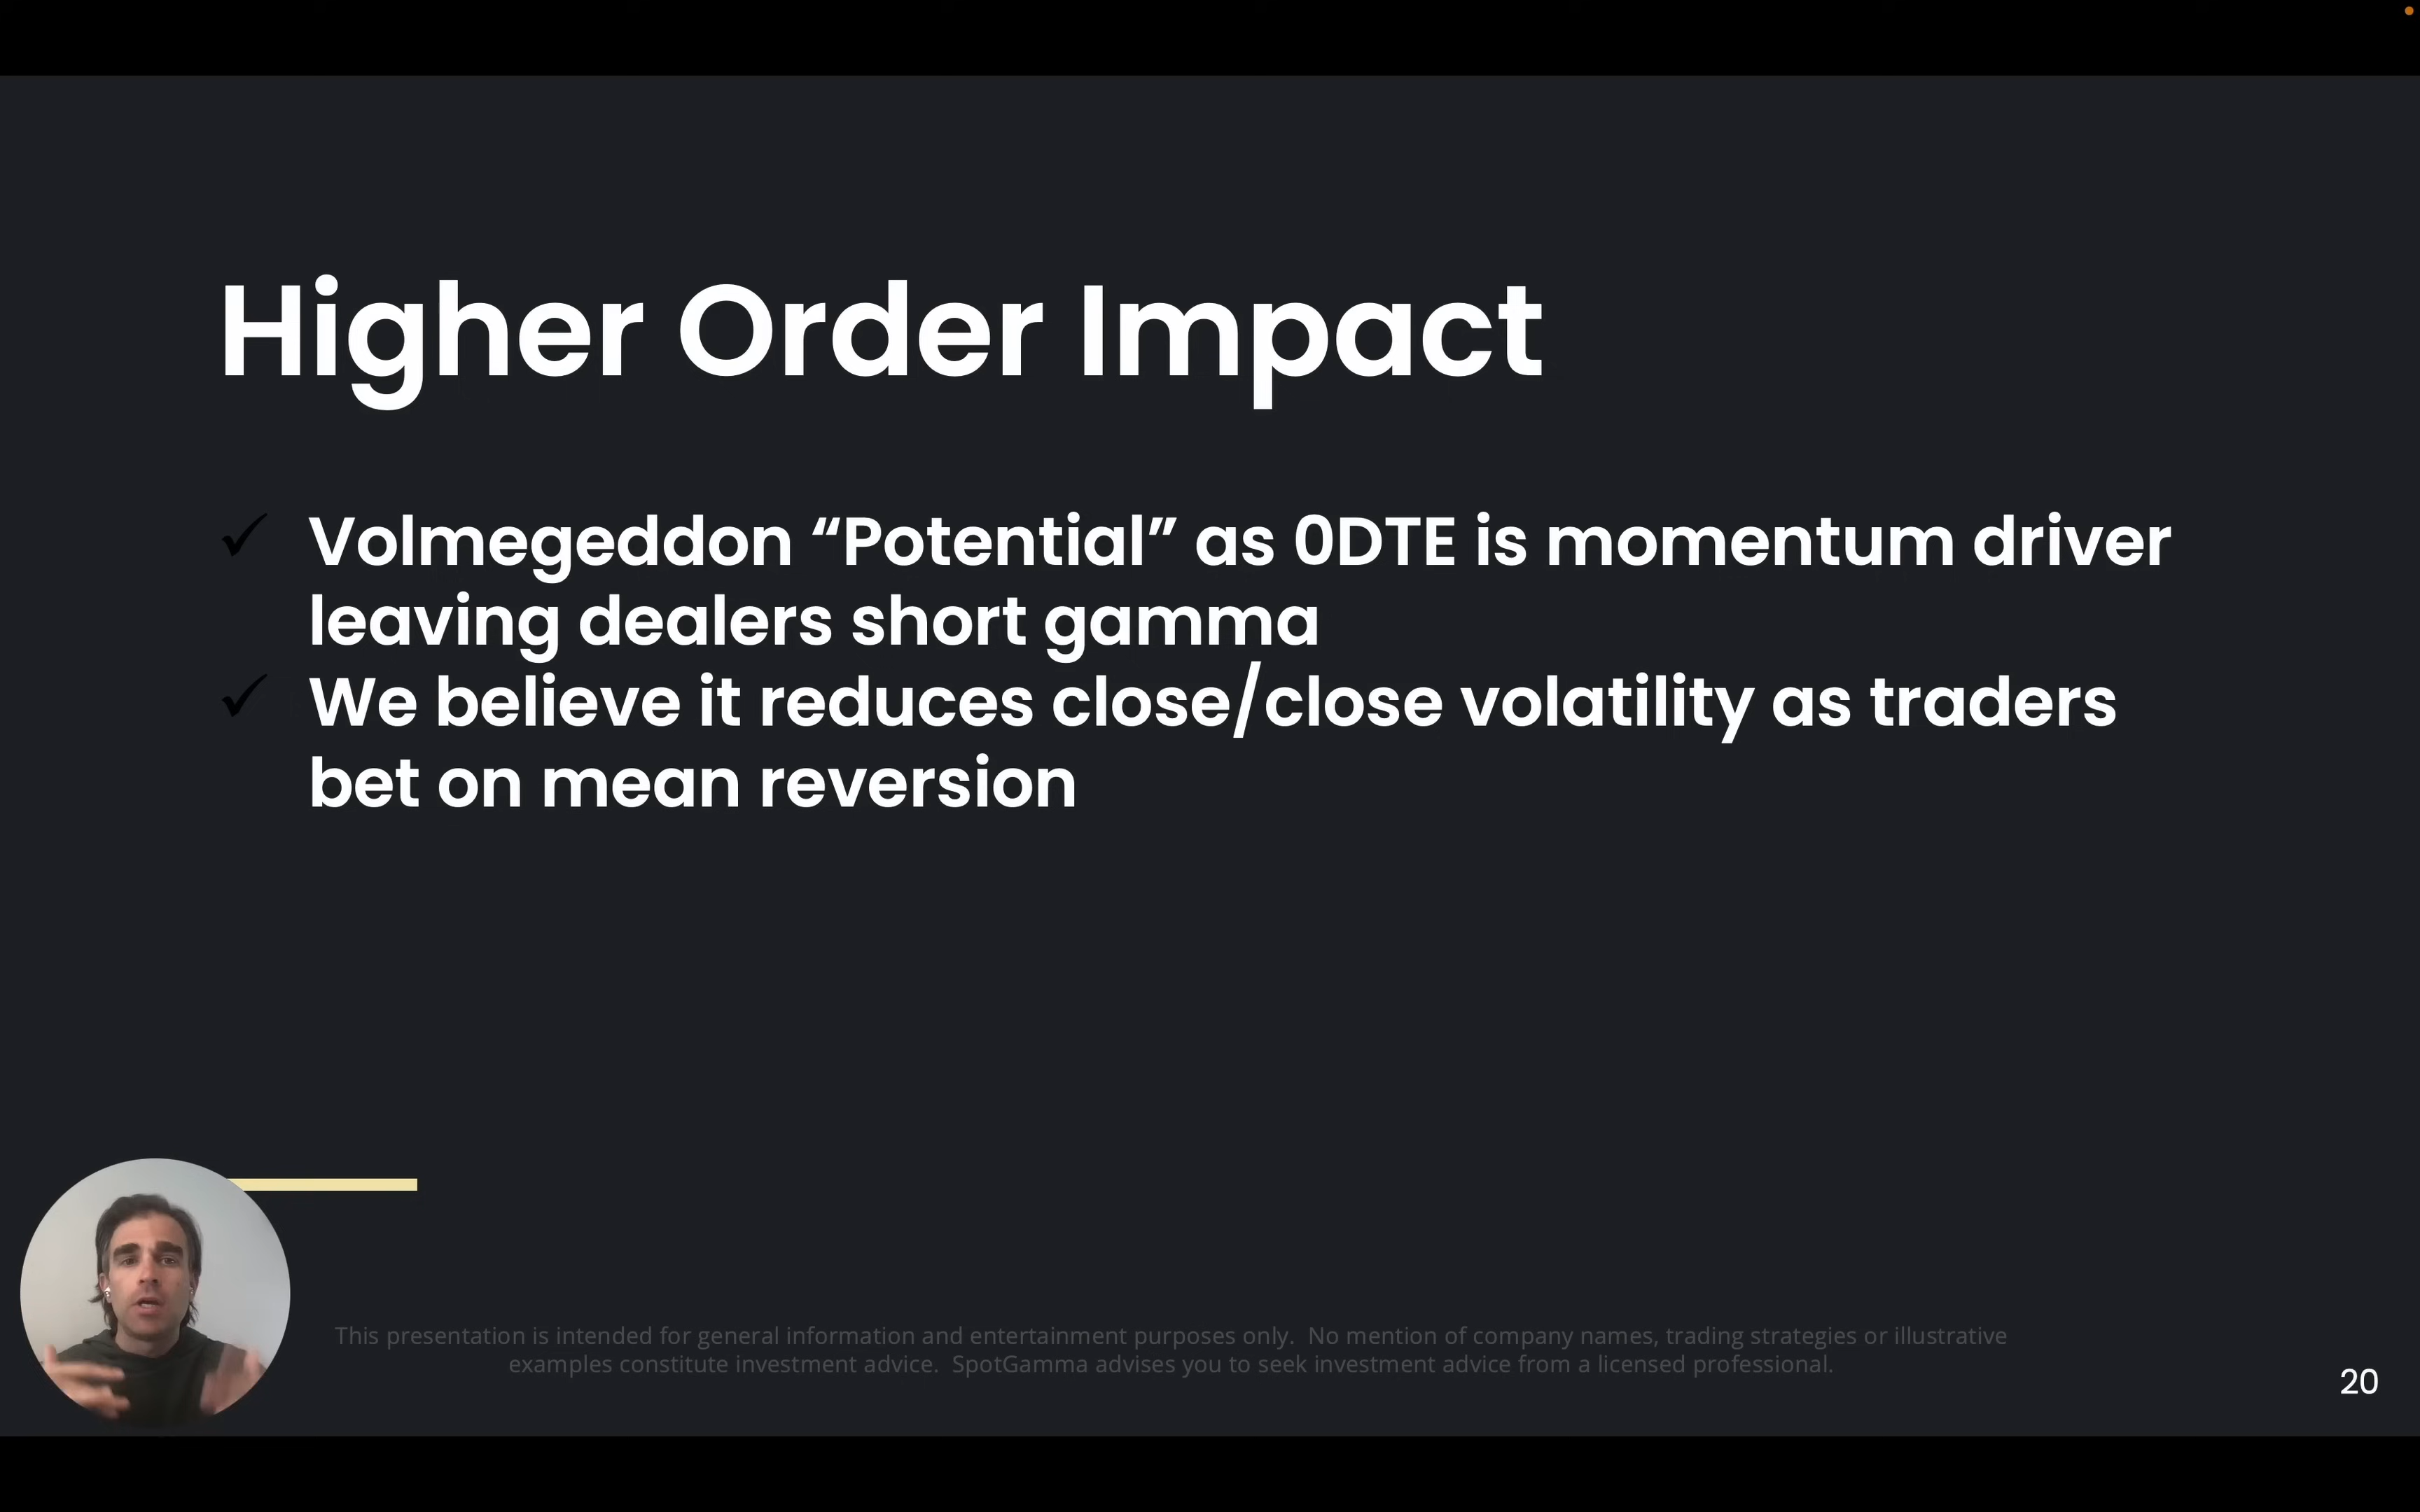 Higher Order Impact
✓ Volmegeddon “Potential” as 0DTE is momentum driver
leaving dealers short gamma
✓ We believe it reduces close/close volatility as traders
bet on mean reversion
This presentation is intended for general information and entertainment purposes only.  No mention of company names, trading strategies or illustrative
examples constitute investment advice.  SpotGamma advises you to seek investment advice from a licensed professional.
20